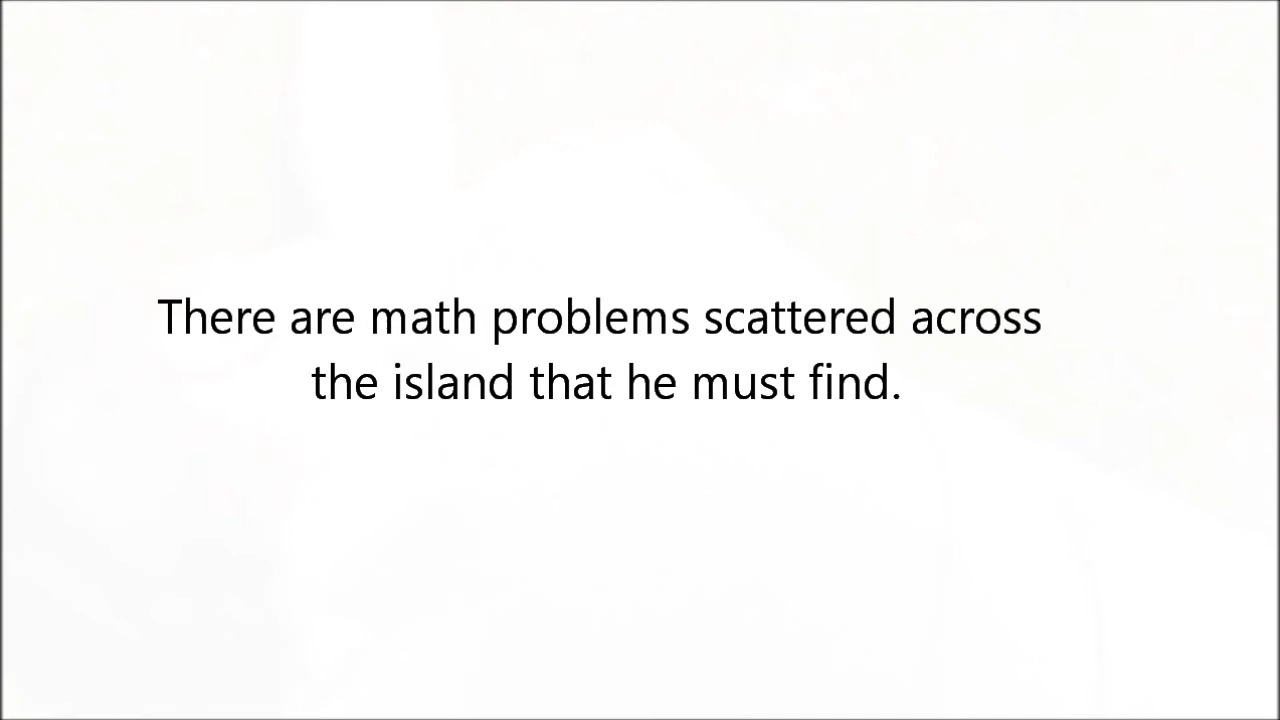 There are math problems scattered across
the island that he must find.